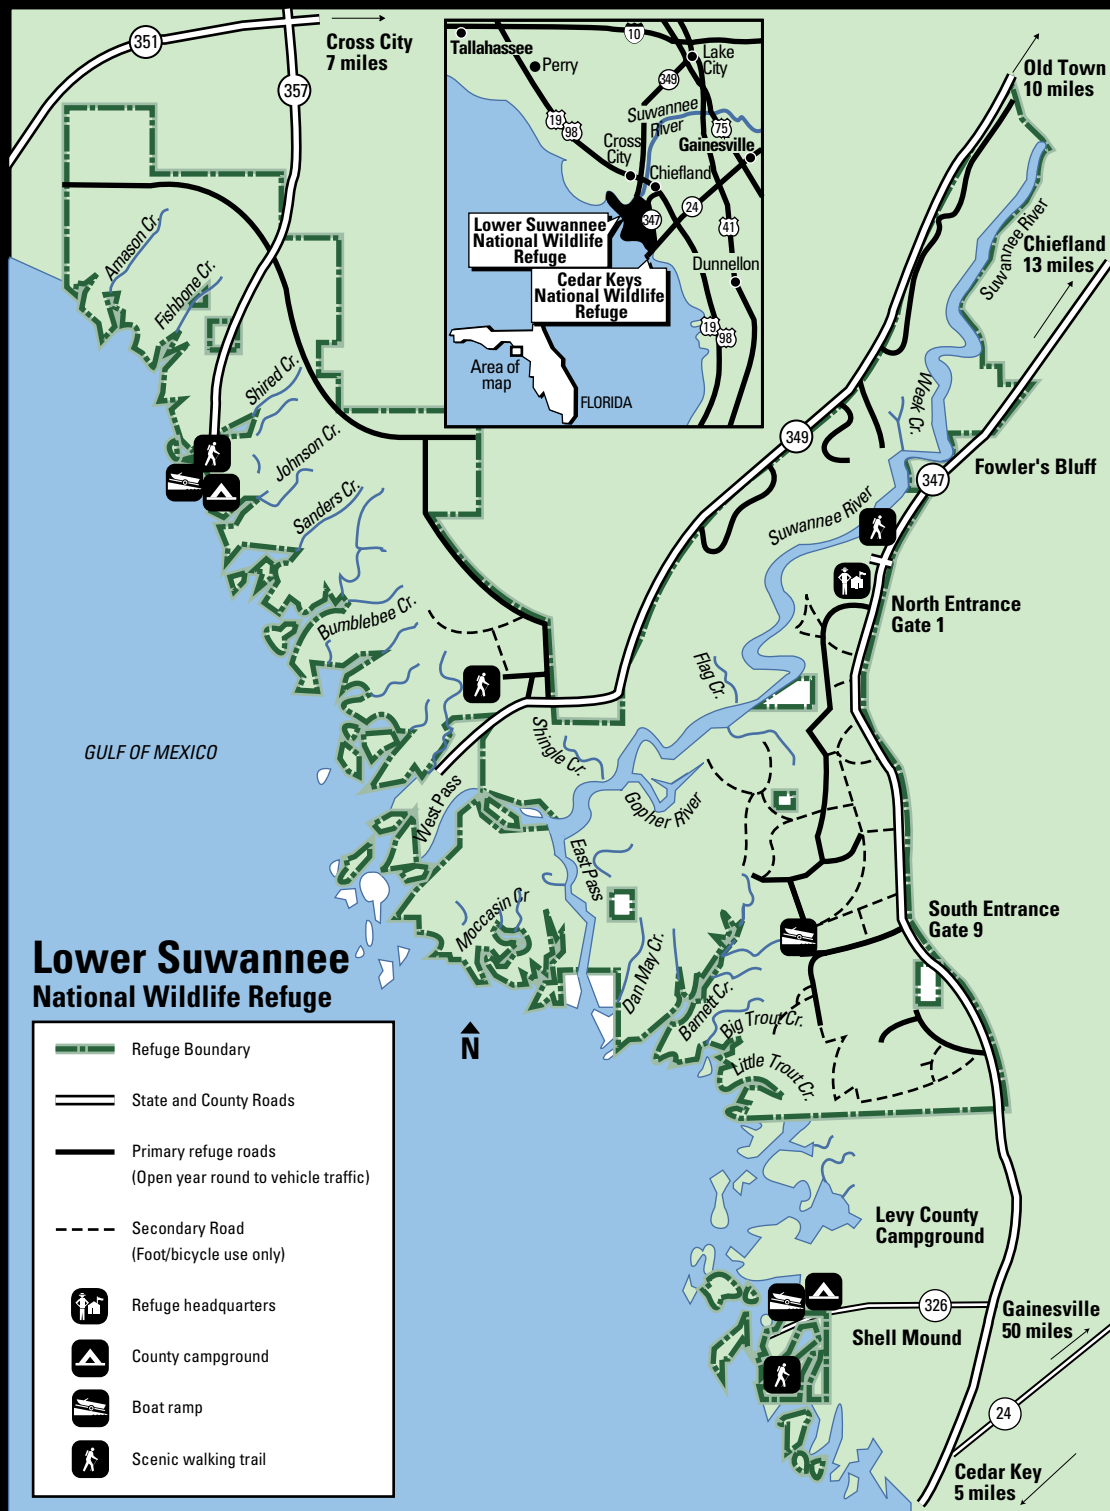 351
357
Cross City
7 miles
10
Tallahassee
Perry
Lake
City
349
Suwannee
River
19
98
75
Cross
City
Gainesville
Chiefland
24
347
41
Lower Suwannee
National Wildlife
Refuge
Dunnellon
Cedar Keys
National Wildlife
Refuge
19
98
Area of
map
FLORIDA
Old Town
10 miles
Suwannee River
Chiefland
13 miles
Amason Cr.
Fishbone Cr.
Shired Cr.
Johnson Cr.
Sanders Cr.
Bumblebee Cr.
Week Cr.
349
Fowler's Bluff
347
Suwannee River
North Entrance
Gate 1
Flag Cr.
Shingle Cr.
GULF OF MEXICO
West Pass
Gopher River
East Pass
Moccasin Cr
South Entrance
Gate 9
Dan May Cr.
Barnett Cr.
Big Trout Cr.
Little Trout Cr.
Lower Suwannee
National Wildlife Refuge
N
Refuge Boundary
State and County Roads
Primary refuge roads
(Open year round to vehicle traffic)
Secondary Road
(Foot/bicycle use only)
Refuge headquarters
County campground
Boat ramp
Scenic walking trail
Levy County
Campground
326
Shell Mound
Gainesville
50 miles
24
Cedar Key
5 miles